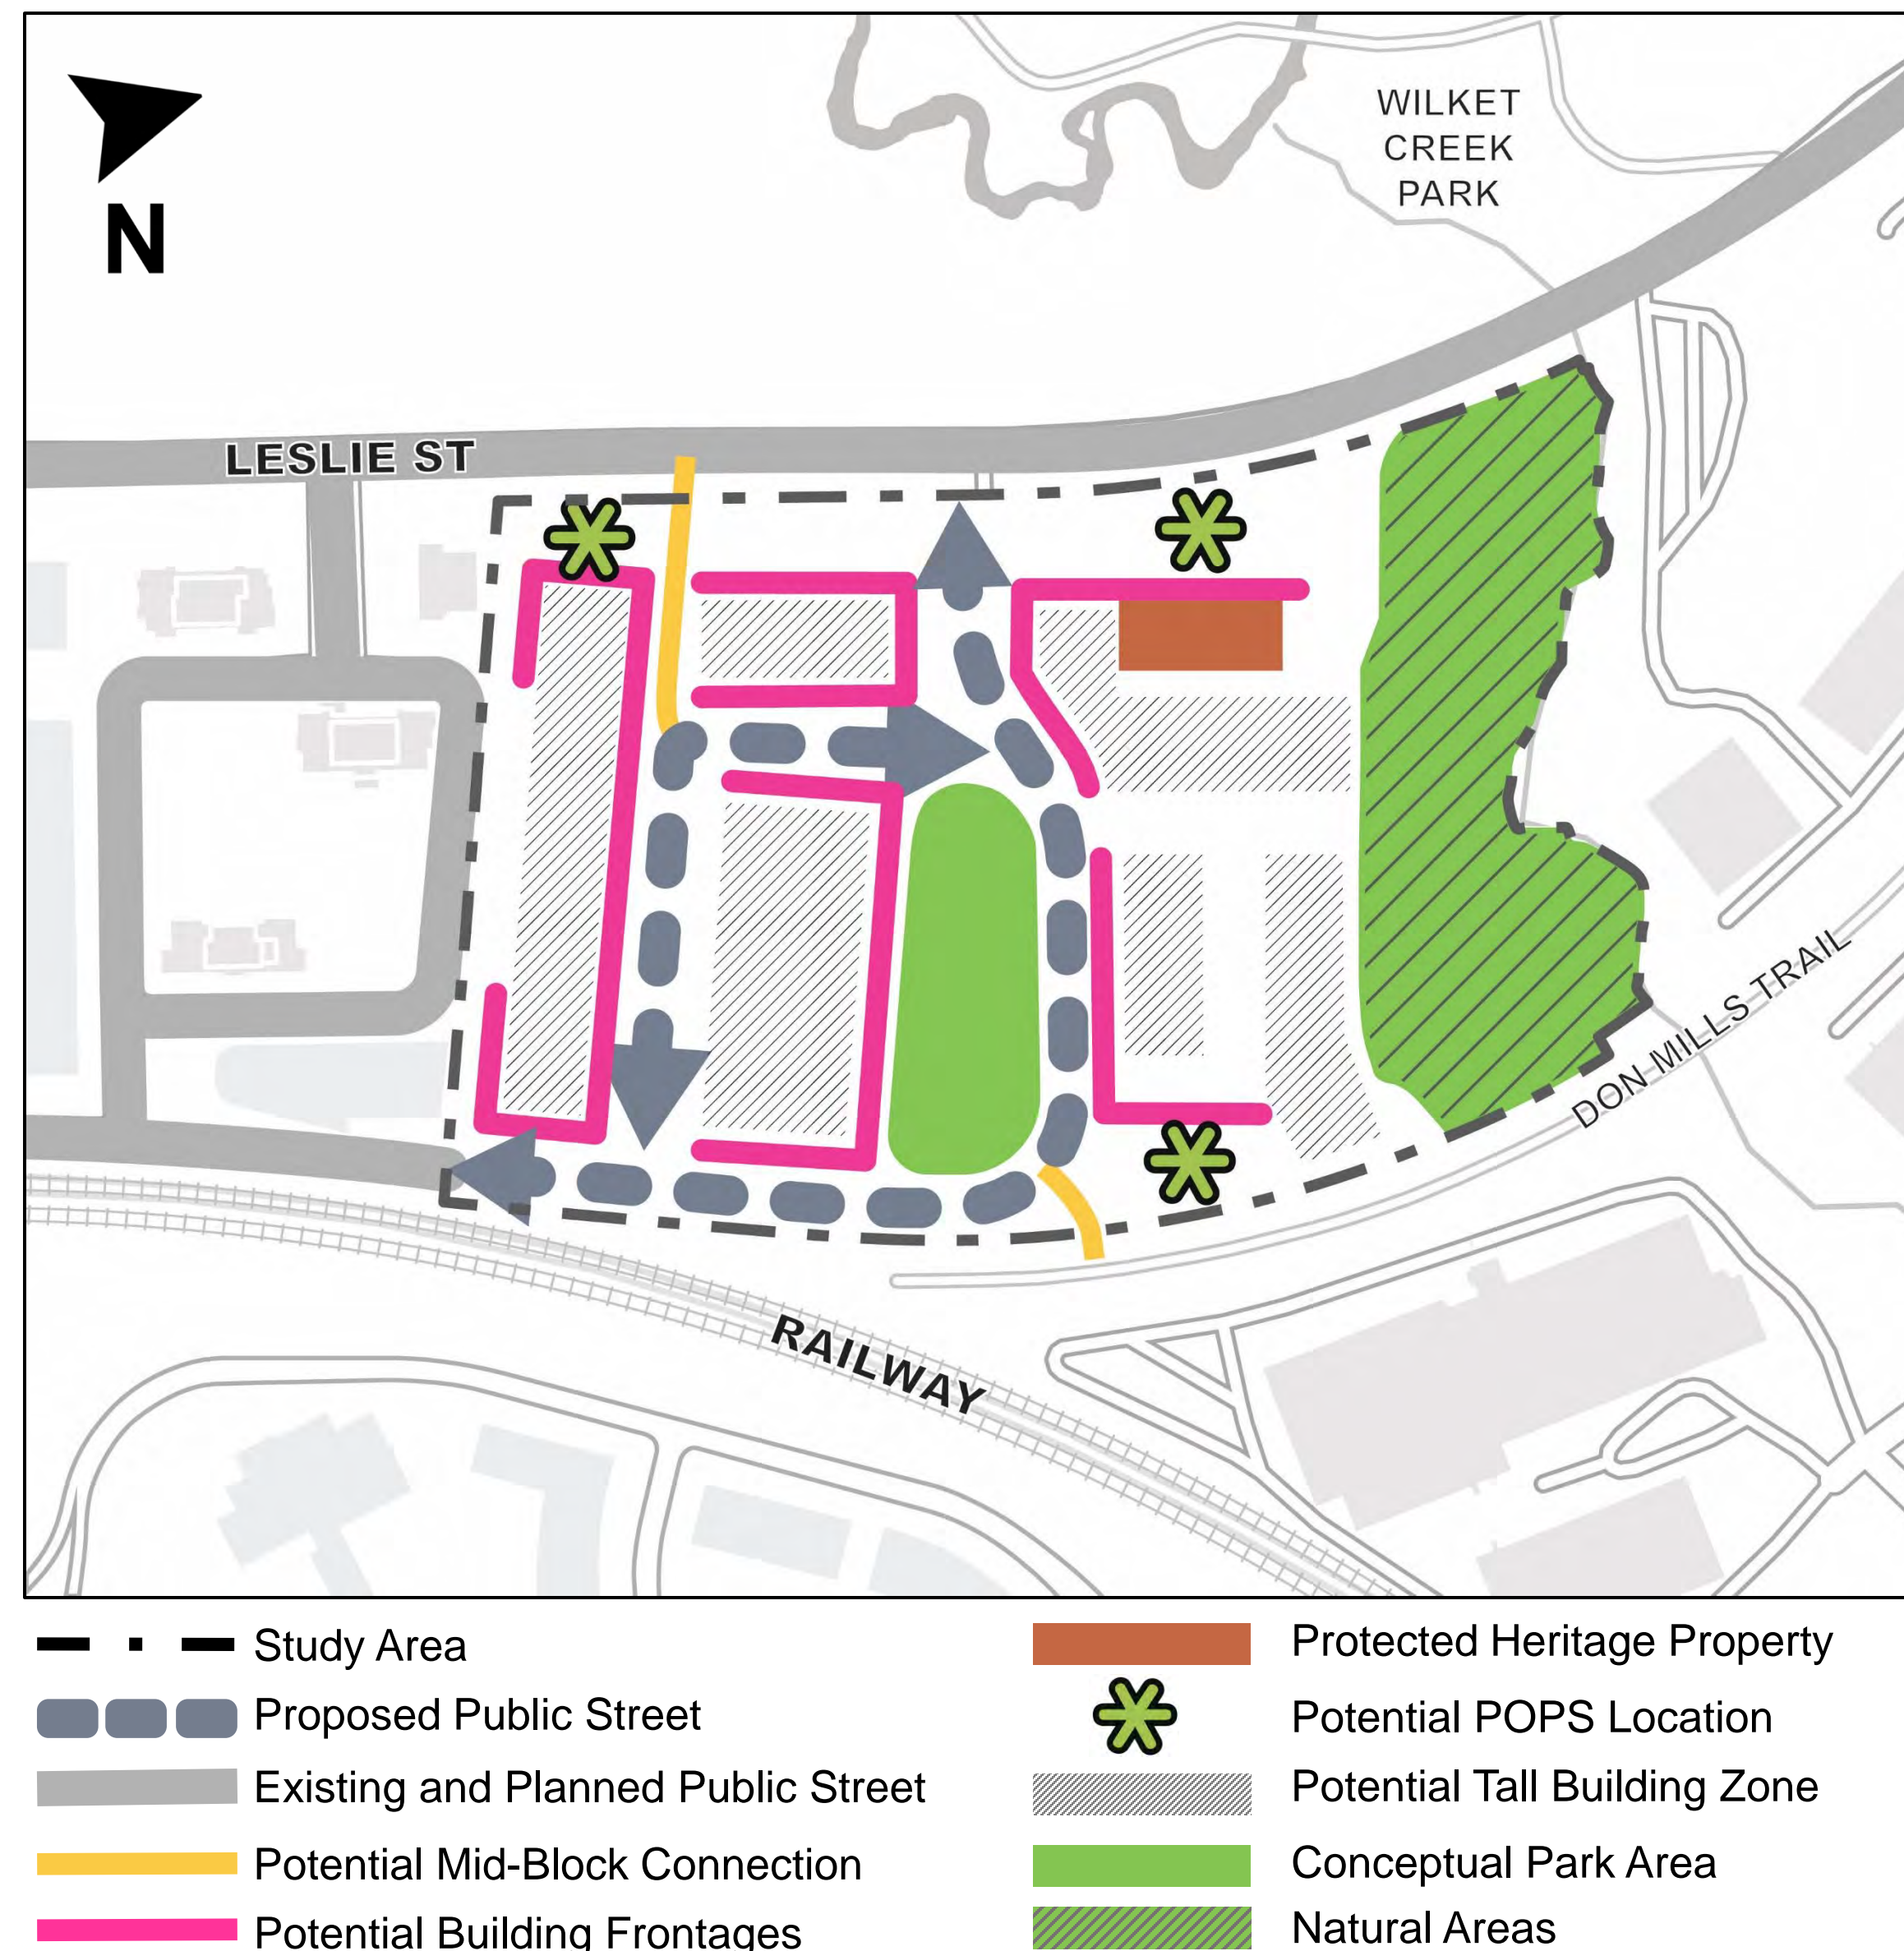 N
WILKET
CREEK
PARK
LESLIE ST
DON MILLS TRAIL
RAILWAY
Study Area
Proposed Public Street
Existing and Planned Public Street
Potential Mid-Block Connection
Potential Building Frontages
Protected Heritage Property
Potential POPS Location
Potential Tall Building Zone
Conceptual Park Area
Natural Areas